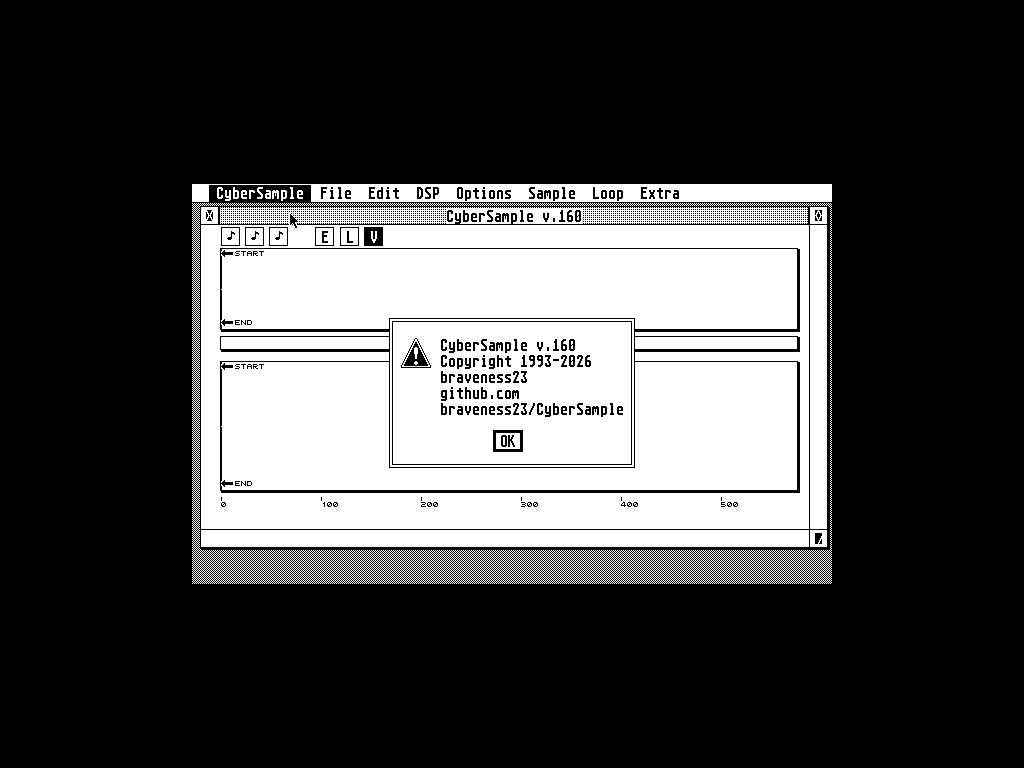 CyberSample File Edit DSP Options Sample Loop Extra
CyberSample v.160
E L V
START
END
START
END
0 100 200 300 400 500
CyberSample v.160
Copyright 1993-2026
braveness23
github.com
braveness23/CyberSample
OK